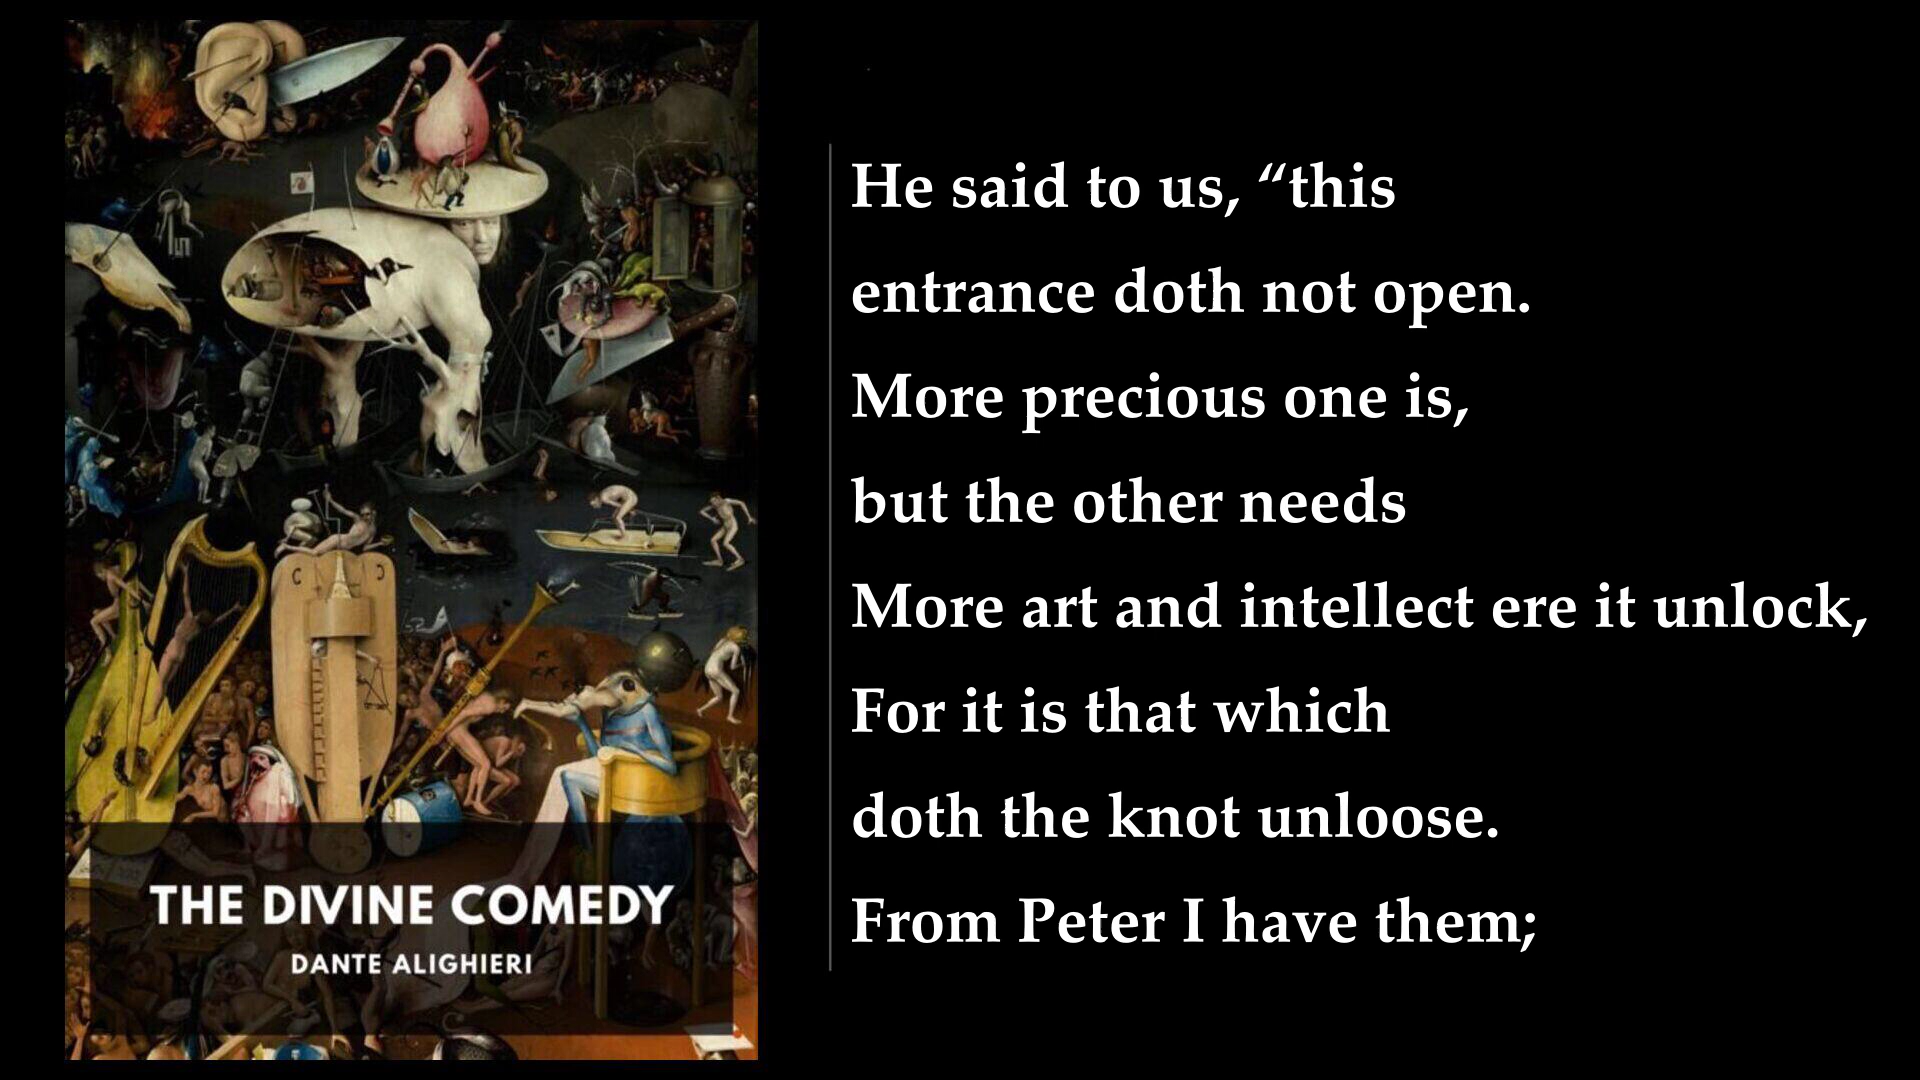 He said to us, “this
entrance doth not open.
More precious one is,
but the other needs
More art and intellect ere it unlock,
For it is that which
doth the knot unloose.
From Peter I have them;
THE DIVINE COMEDY
DANTE ALIGHIERI